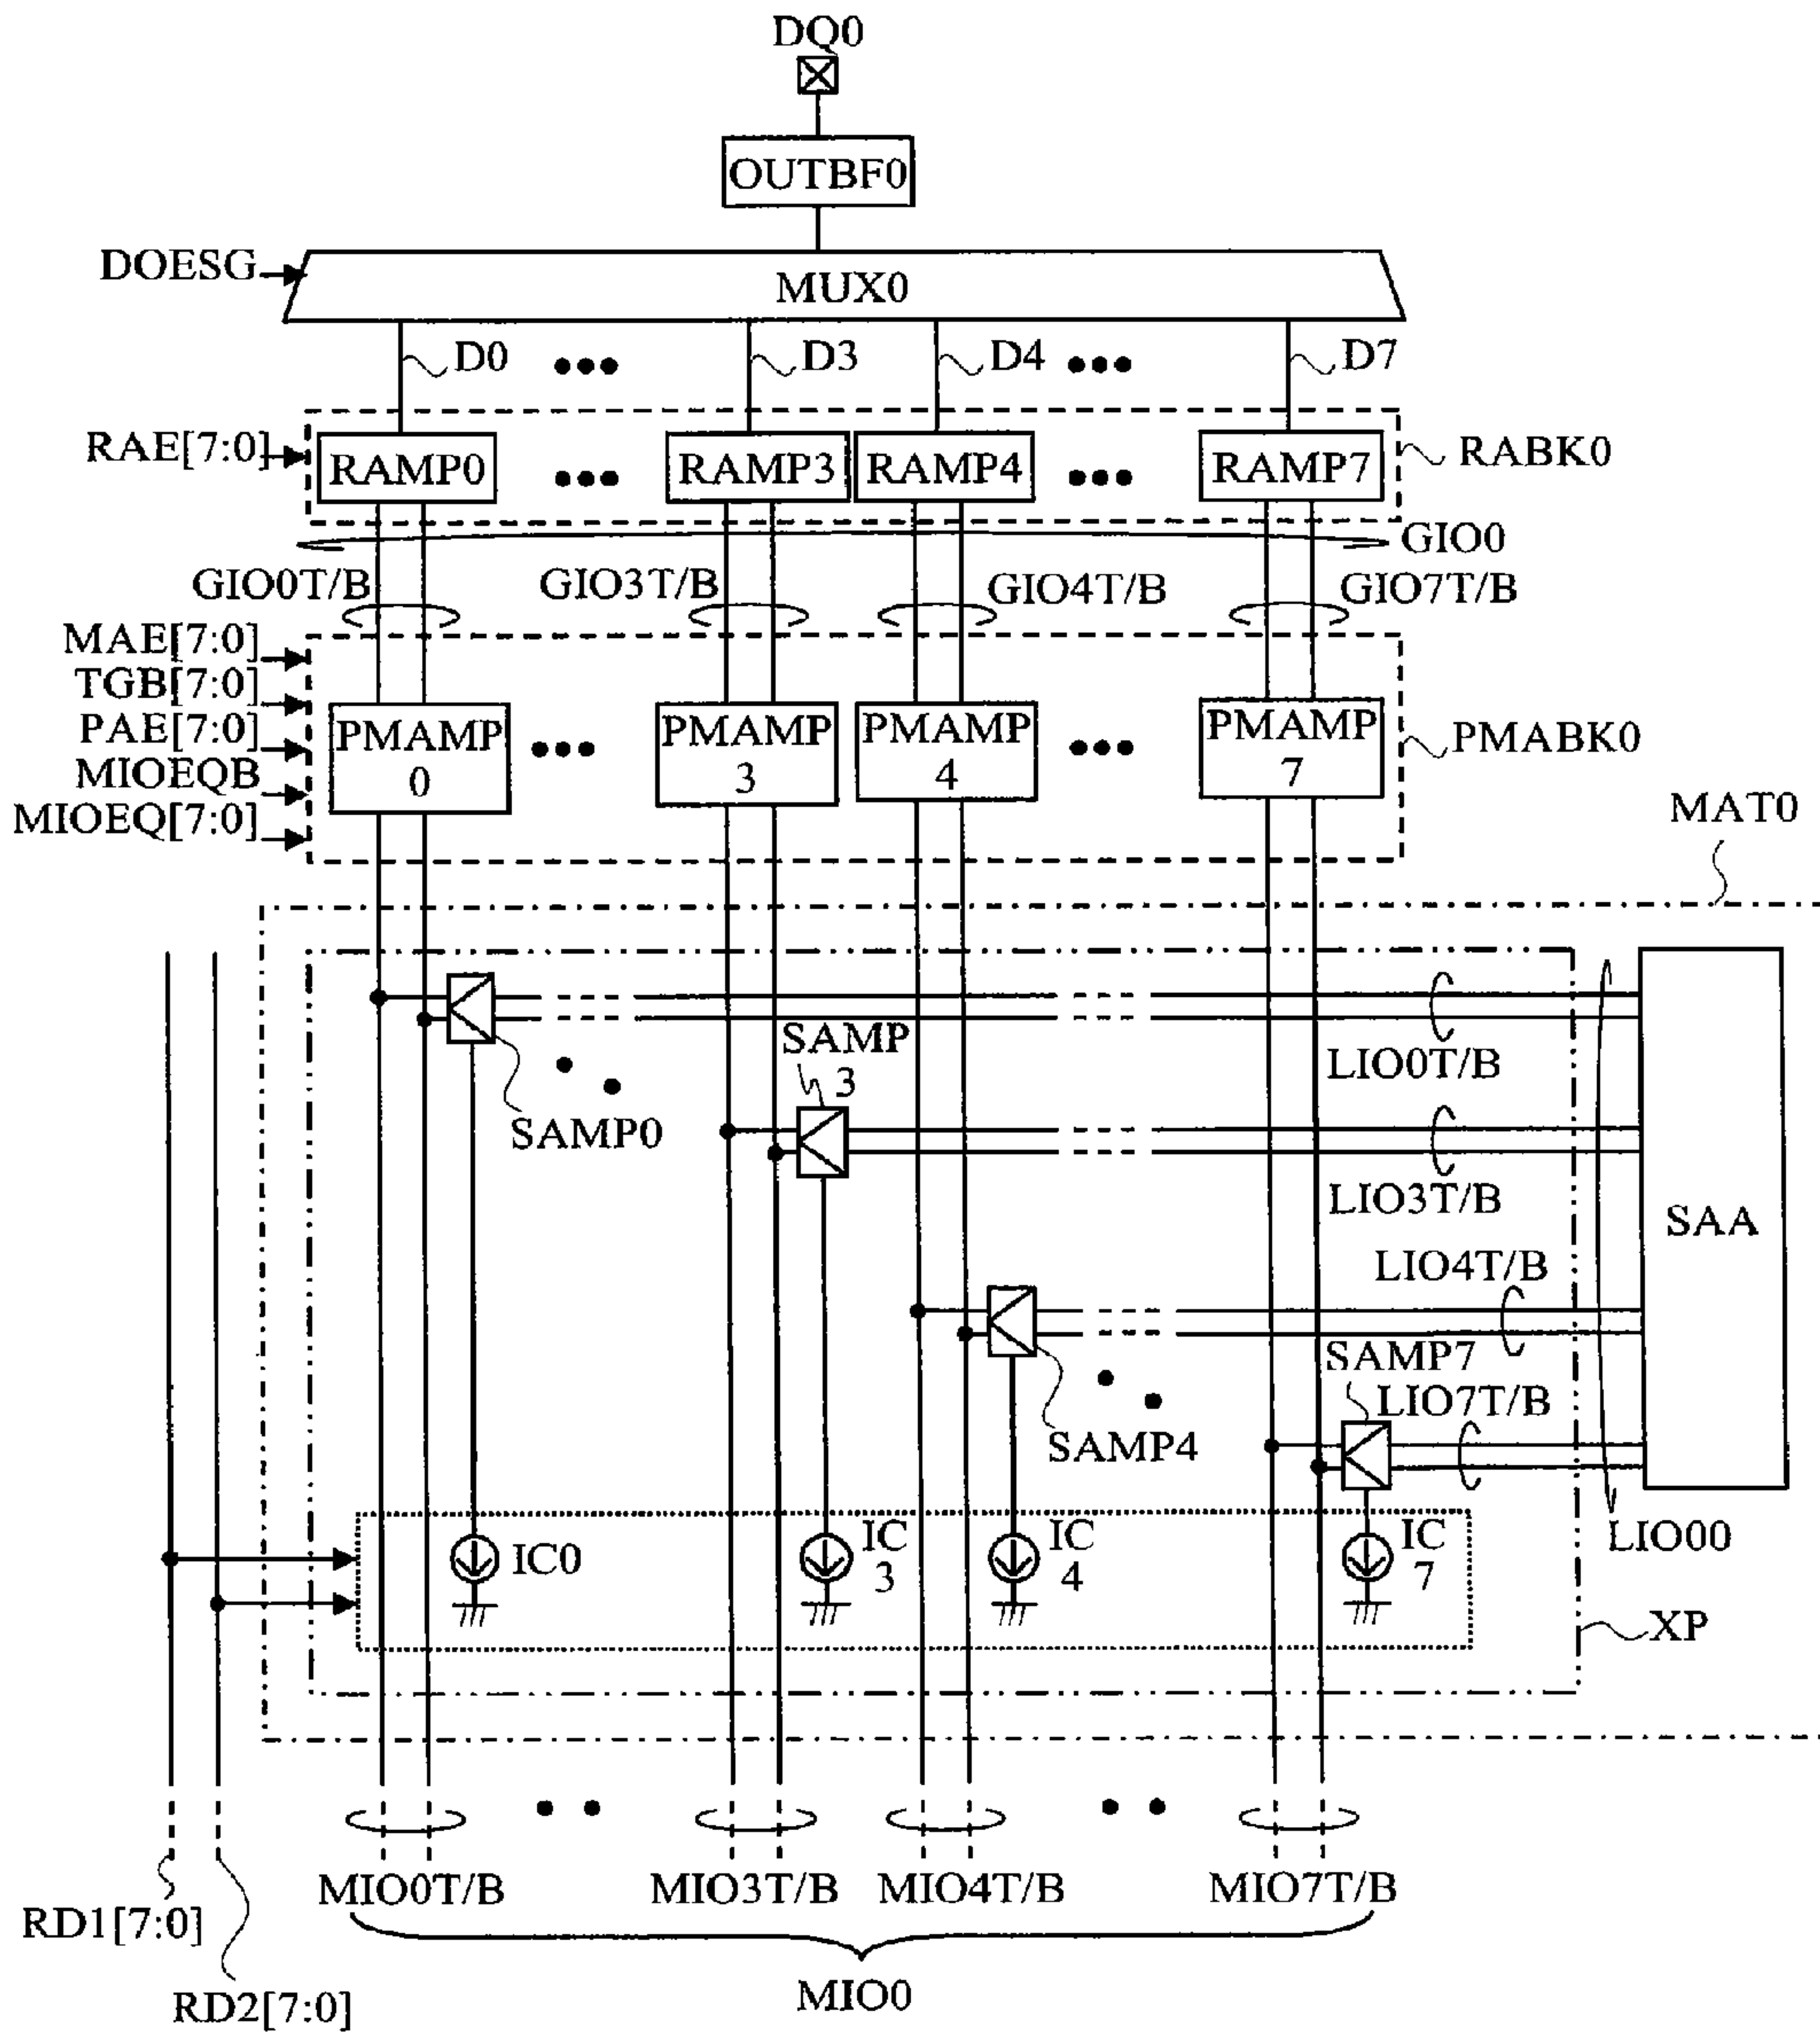 DQ0
OUTBF0
DOESG
MUX0
D0
D3
D4
D7
RAE[7:0]
RAMP0
RAMP3
RAMP4
RAMP7
RABK0
GIO0
GIO0T/B
GIO3T/B
GIO4T/B
GIO7T/B
MAE[7:0]
TGB[7:0]
PAE[7:0]
MIOEQB
MIOEQ[7:0]
PMAMP
0
PMAMP
3
PMAMP
4
PMAMP
7
PMABK0
MAT0
SAMP0
SAMP
3
LIO0T/B
LIO3T/B
SAA
LIO4T/B
SAMP4
SAMP7
LIO7T/B
LIO00
IC0
IC
3
IC
4
IC
7
XP
MIO0T/B
MIO3T/B
MIO4T/B
MIO7T/B
RD1[7:0]
RD2[7:0]
MIO0